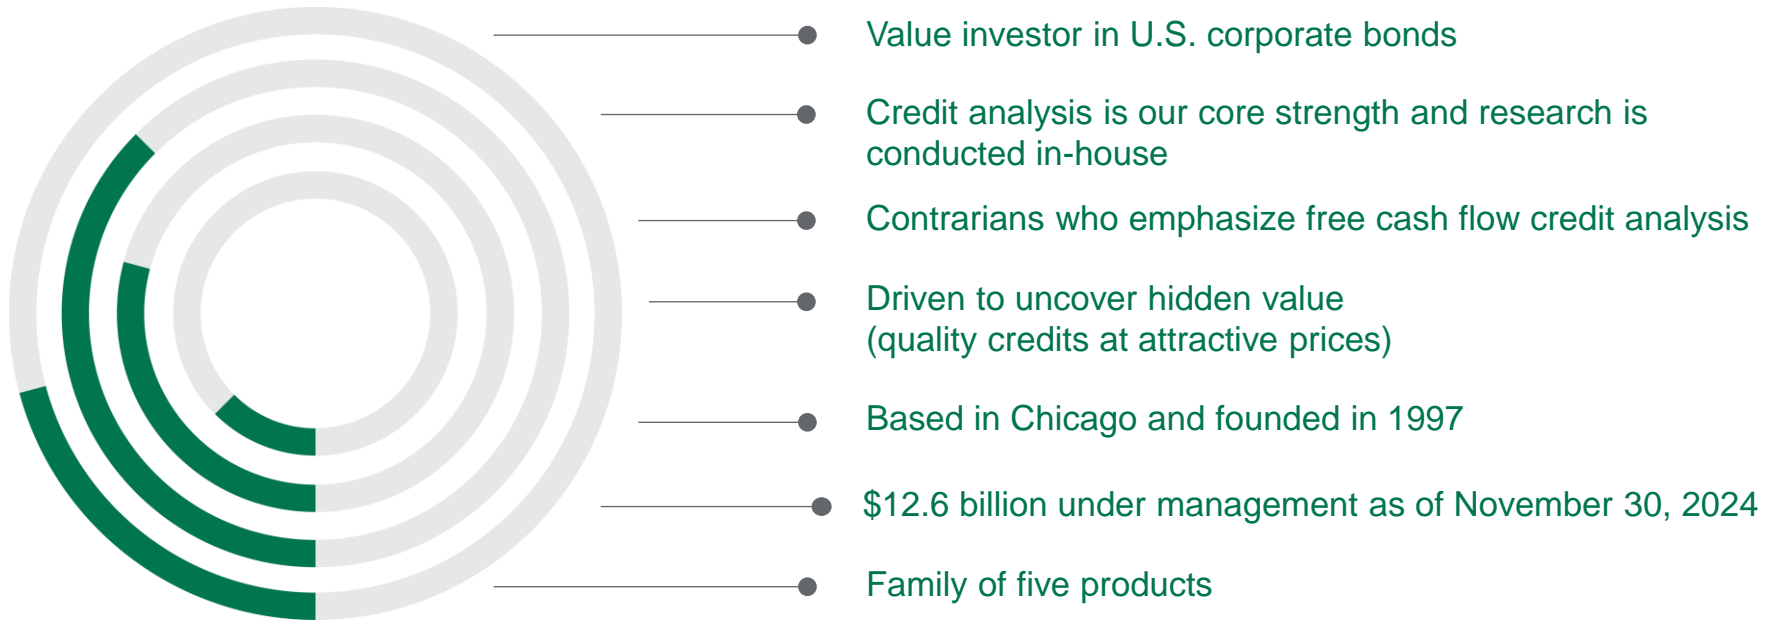 Value investor in U.S. corporate bonds
Credit analysis is our core strength and research is
conducted in-house
Contrarians who emphasize free cash flow credit analysis
Driven to uncover hidden value
(quality credits at attractive prices)
Based in Chicago and founded in 1997
$12.6 billion under management as of November 30, 2024
Family of five products